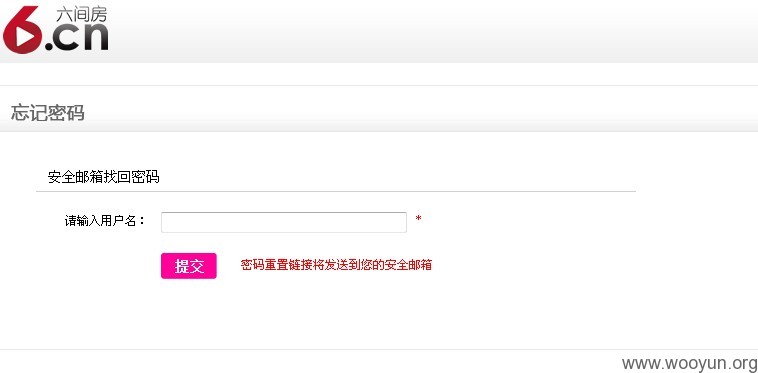 六间房
6.cn
忘记密码
安全邮箱找回密码
请输入用户名： *
提交 密码重置链接将发送到您的安全邮箱
www.wooyun.org